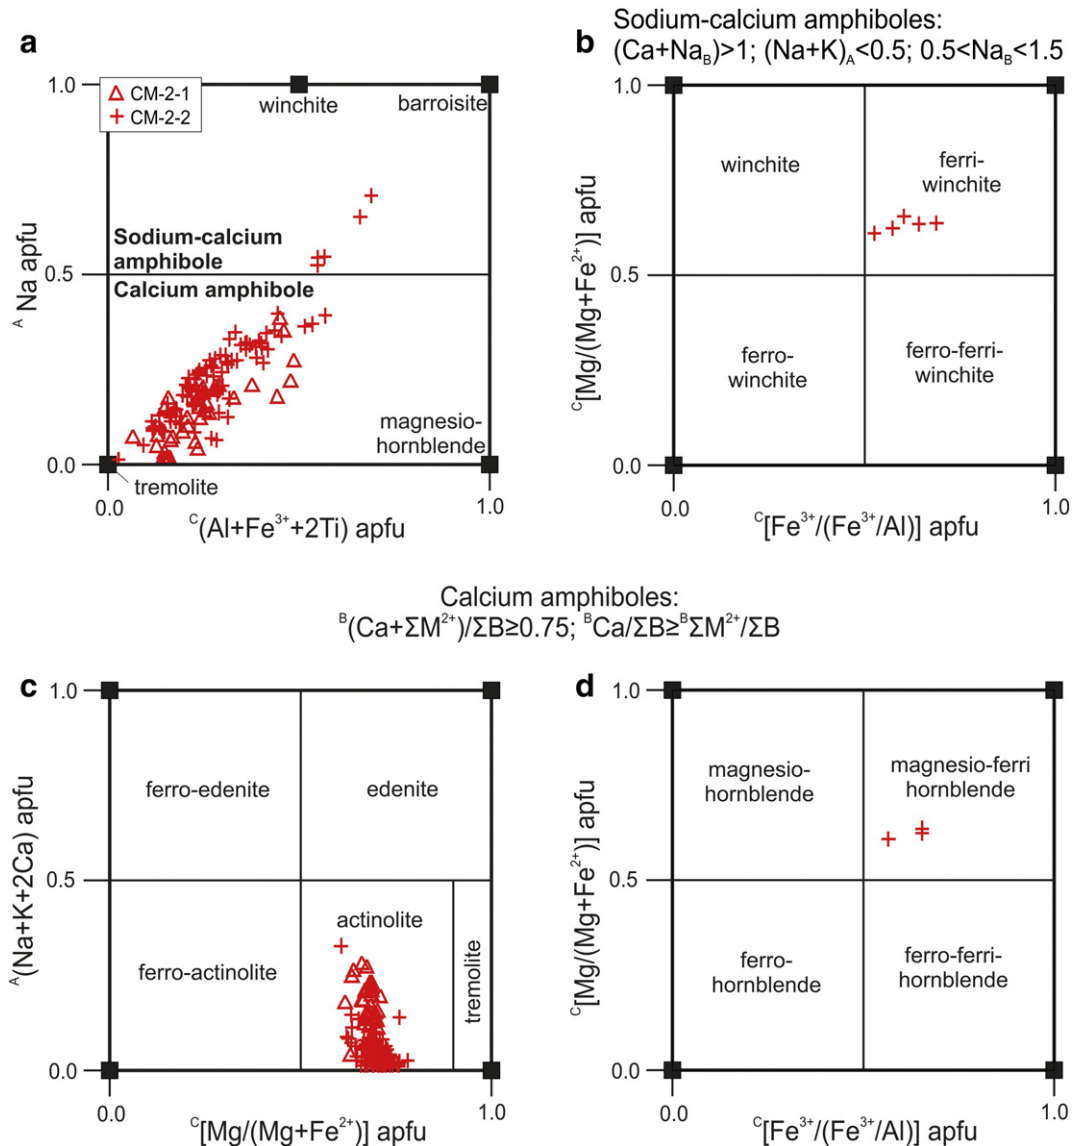 a
1.0
△ CM-2-1
+ CM-2-2
winchite
barroisite
Sodium-calcium
amphibole
0.5
Calcium amphibole
ᴬ Na apfu
magnesio-
hornblende
0.0
tremolite
0.0
1.0
ᶜ(Al+Fe³⁺+2Ti) apfu
b
Sodium-calcium amphiboles:
(Ca+Na_B)>1; (Na+K)_A<0.5; 0.5<Na_B<1.5
1.0
winchite
ferri-
winchite
0.5
ᶜ[Mg/(Mg+Fe²⁺)] apfu
ferro-
winchite
ferro-ferri-
winchite
0.0
0.0
1.0
ᶜ[Fe³⁺/(Fe³⁺/Al)] apfu
Calcium amphiboles:
ᴮ(Ca+ΣM²⁺)/ΣB≥0.75; ᴮCa/ΣB≥ᴮΣM²⁺/ΣB
c
1.0
ferro-edenite
edenite
0.5
ᴬ(Na+K+2Ca) apfu
actinolite
ferro-actinolite
tremolite
0.0
0.0
1.0
ᶜ[Mg/(Mg+Fe²⁺)] apfu
d
1.0
magnesio-
hornblende
magnesio-ferri
hornblende
0.5
ᶜ[Mg/(Mg+Fe²⁺)] apfu
ferro-
hornblende
ferro-ferri-
hornblende
0.0
0.0
1.0
ᶜ[Fe³⁺/(Fe³⁺/Al)] apfu